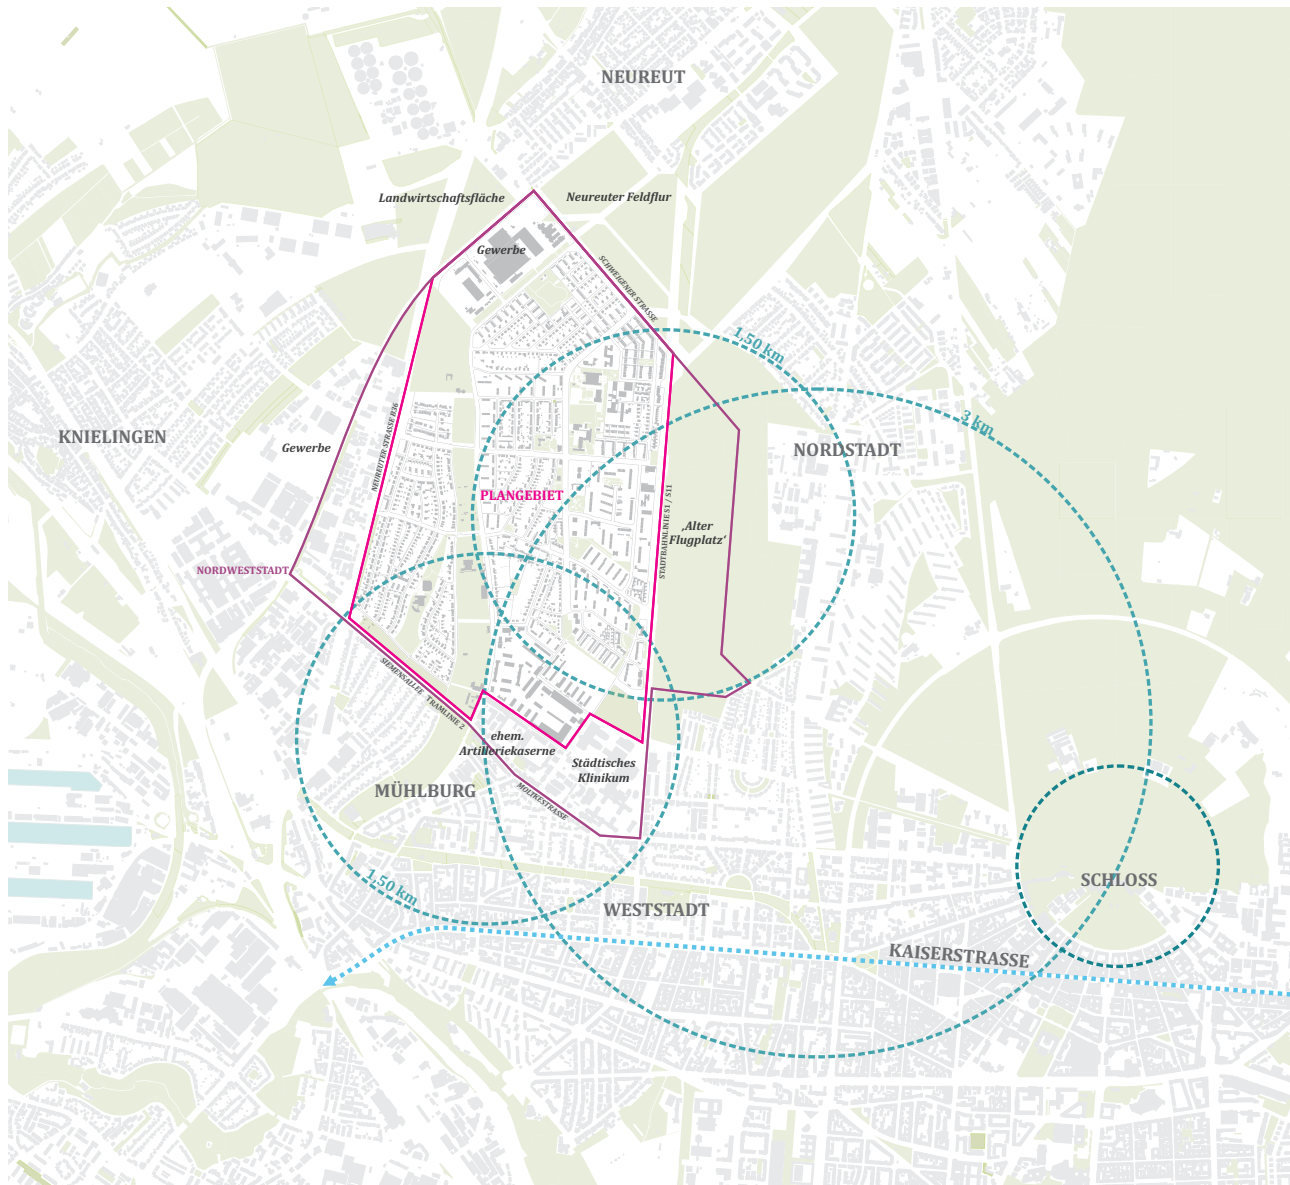 NEUREUT
Landwirtschaftsfläche
Neureuter Feldflur
Gewerbe
SCHWEIGENER STRASSE
1,50 km
3 km
NEUREUTER STRASSE B36
KNIELINGEN
Gewerbe
NORDSTADT
PLANGEBIET
STADTBAHNLINIE S1 / S11
‚Alter
Flugplatz‘
NORDWESTSTADT
SIEMENSALLEE TRAMLINIE 2
ehem.
Artilleriekaserne
Städtisches
Klinikum
MÜHLBURG
MOLTKESTRASSE
1,50 km
SCHLOSS
WESTSTADT
KAISERSTRASSE